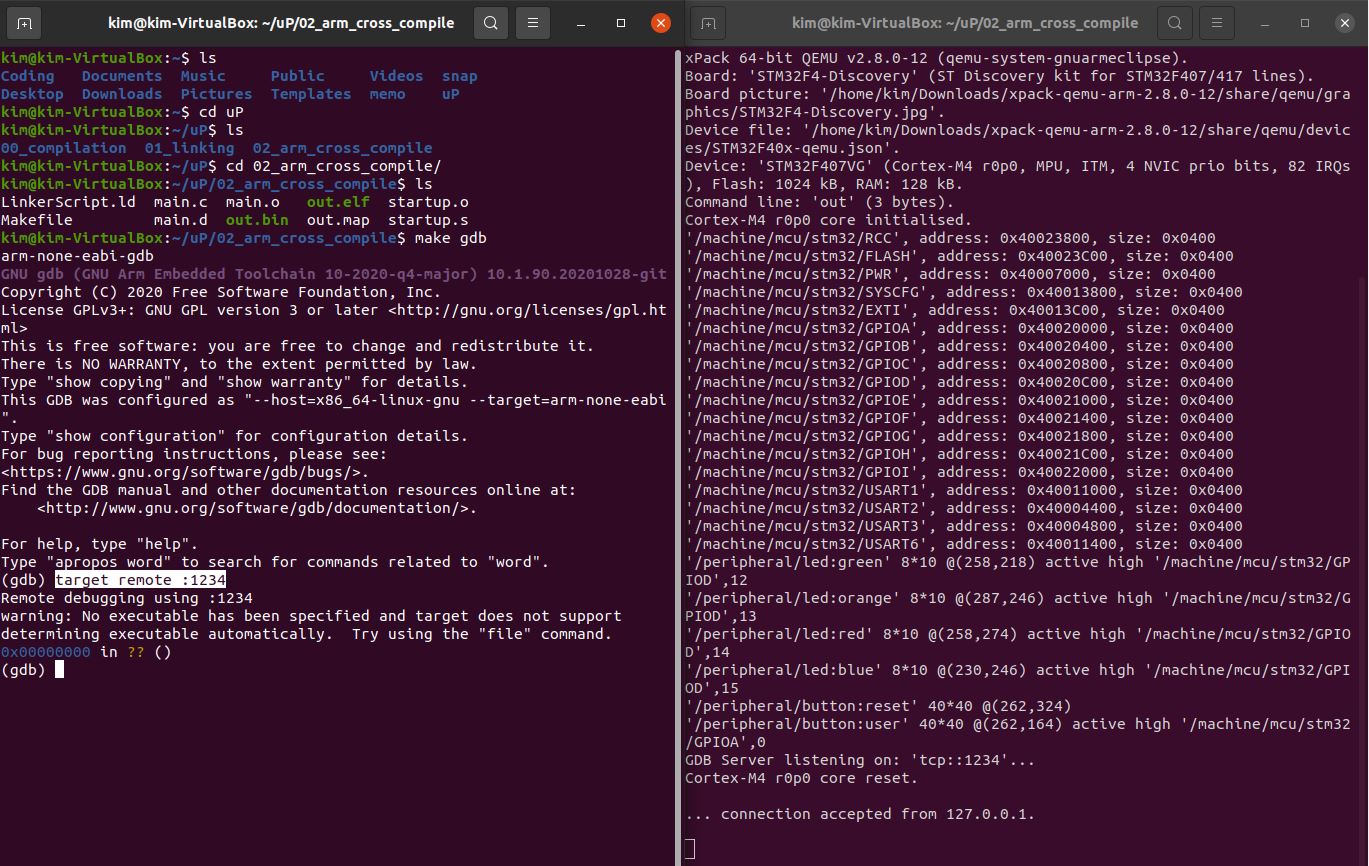 kim@kim-VirtualBox: ~/uP/02_arm_cross_compile
kim@kim-VirtualBox:~$ ls
Coding   Documents  Music     Public     Videos  snap
Desktop  Downloads  Pictures  Templates  memo    uP
kim@kim-VirtualBox:~$ cd uP
kim@kim-VirtualBox:~/uP$ ls
00_compilation  01_linking  02_arm_cross_compile
kim@kim-VirtualBox:~/uP$ cd 02_arm_cross_compile/
kim@kim-VirtualBox:~/uP/02_arm_cross_compile$ ls
LinkerScript.ld  main.c  main.o   out.elf  startup.o
Makefile         main.d  out.bin  out.map  startup.s
kim@kim-VirtualBox:~/uP/02_arm_cross_compile$ make gdb
arm-none-eabi-gdb
GNU gdb (GNU Arm Embedded Toolchain 10-2020-q4-major) 10.1.90.20201028-git
Copyright (C) 2020 Free Software Foundation, Inc.
License GPLv3+: GNU GPL version 3 or later <http://gnu.org/licenses/gpl.ht
ml>
This is free software: you are free to change and redistribute it.
There is NO WARRANTY, to the extent permitted by law.
Type "show copying" and "show warranty" for details.
This GDB was configured as "--host=x86_64-linux-gnu --target=arm-none-eabi
".
Type "show configuration" for configuration details.
For bug reporting instructions, please see:
<https://www.gnu.org/software/gdb/bugs/>.
Find the GDB manual and other documentation resources online at:
    <http://www.gnu.org/software/gdb/documentation/>.
For help, type "help".
Type "apropos word" to search for commands related to "word".
(gdb) target remote :1234
Remote debugging using :1234
warning: No executable has been specified and target does not support
determining executable automatically.  Try using the "file" command.
0x00000000 in ?? ()
(gdb)
kim@kim-VirtualBox: ~/uP/02_arm_cross_compile
xPack 64-bit QEMU v2.8.0-12 (qemu-system-gnuarmeclipse).
Board: 'STM32F4-Discovery' (ST Discovery kit for STM32F407/417 lines).
Board picture: '/home/kim/Downloads/xpack-qemu-arm-2.8.0-12/share/qemu/gra
phics/STM32F4-Discovery.jpg'.
Device file: '/home/kim/Downloads/xpack-qemu-arm-2.8.0-12/share/qemu/devic
es/STM32F40x-qemu.json'.
Device: 'STM32F407VG' (Cortex-M4 r0p0, MPU, ITM, 4 NVIC prio bits, 82 IRQs
), Flash: 1024 kB, RAM: 128 kB.
Command line: 'out' (3 bytes).
Cortex-M4 r0p0 core initialised.
'/machine/mcu/stm32/RCC', address: 0x40023800, size: 0x0400
'/machine/mcu/stm32/FLASH', address: 0x40023C00, size: 0x0400
'/machine/mcu/stm32/PWR', address: 0x40007000, size: 0x0400
'/machine/mcu/stm32/SYSCFG', address: 0x40013800, size: 0x0400
'/machine/mcu/stm32/EXTI', address: 0x40013C00, size: 0x0400
'/machine/mcu/stm32/GPIOA', address: 0x40020000, size: 0x0400
'/machine/mcu/stm32/GPIOB', address: 0x40020400, size: 0x0400
'/machine/mcu/stm32/GPIOC', address: 0x40020800, size: 0x0400
'/machine/mcu/stm32/GPIOD', address: 0x40020C00, size: 0x0400
'/machine/mcu/stm32/GPIOE', address: 0x40021000, size: 0x0400
'/machine/mcu/stm32/GPIOF', address: 0x40021400, size: 0x0400
'/machine/mcu/stm32/GPIOG', address: 0x40021800, size: 0x0400
'/machine/mcu/stm32/GPIOH', address: 0x40021C00, size: 0x0400
'/machine/mcu/stm32/GPIOI', address: 0x40022000, size: 0x0400
'/machine/mcu/stm32/USART1', address: 0x40011000, size: 0x0400
'/machine/mcu/stm32/USART2', address: 0x40004400, size: 0x0400
'/machine/mcu/stm32/USART3', address: 0x40004800, size: 0x0400
'/machine/mcu/stm32/USART6', address: 0x40011400, size: 0x0400
'/peripheral/led:green' 8*10 @(258,218) active high '/machine/mcu/stm32/GP
IOD',12
'/peripheral/led:orange' 8*10 @(287,246) active high '/machine/mcu/stm32/G
PIOD',13
'/peripheral/led:red' 8*10 @(258,274) active high '/machine/mcu/stm32/GPIO
D',14
'/peripheral/led:blue' 8*10 @(230,246) active high '/machine/mcu/stm32/GPI
OD',15
'/peripheral/button:reset' 40*40 @(262,324)
'/peripheral/button:user' 40*40 @(262,164) active high '/machine/mcu/stm32
/GPIOA',0
GDB Server listening on: 'tcp::1234'...
Cortex-M4 r0p0 core reset.
... connection accepted from 127.0.0.1.